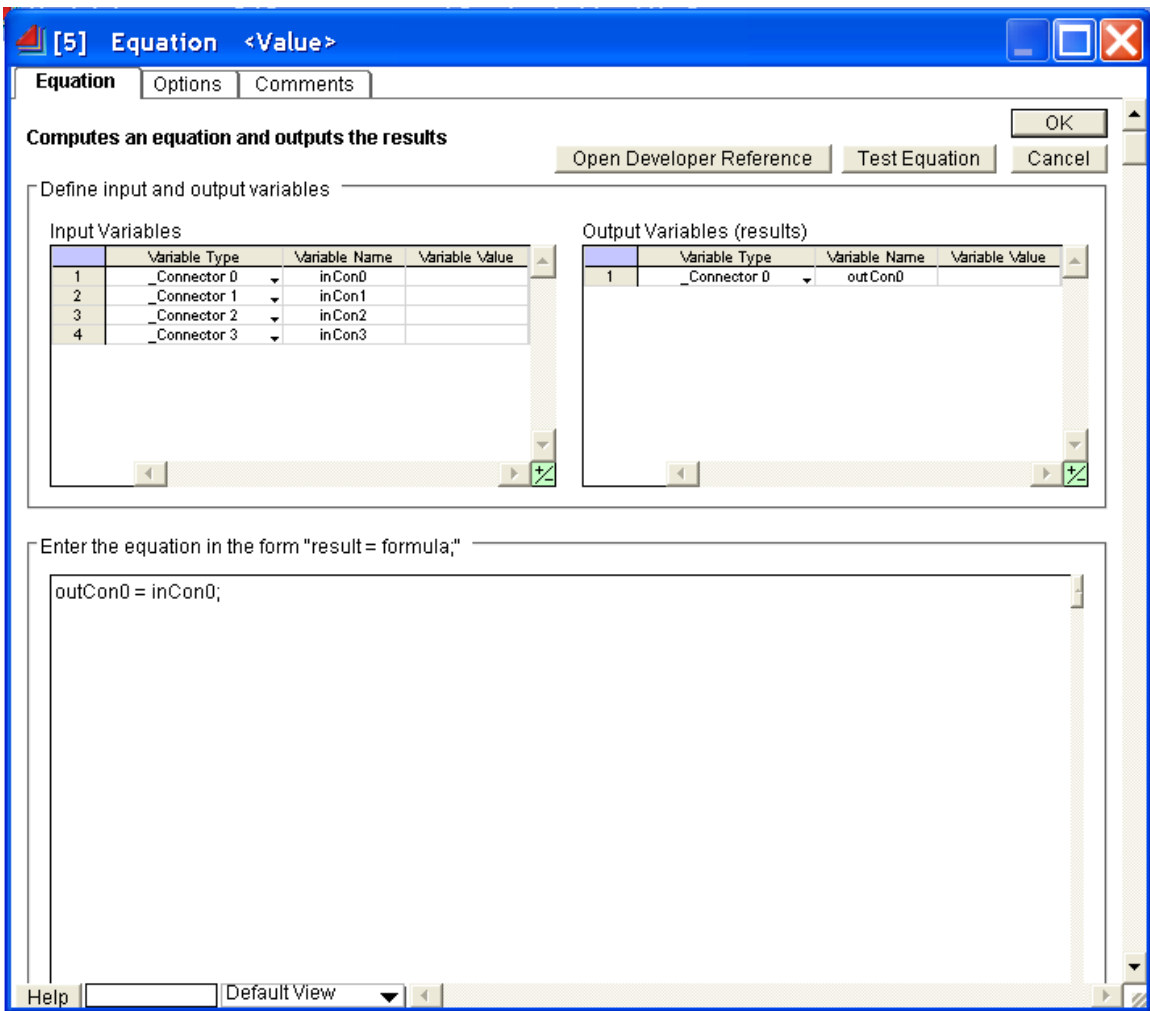 [5] Equation <Value>
Equation Options Comments
OK
Computes an equation and outputs the results
Open Developer Reference Test Equation Cancel
Define input and output variables
Input Variables
Variable Type Variable Name Variable Value
1 _Connector 0 inCon0
2 _Connector 1 inCon1
3 _Connector 2 inCon2
4 _Connector 3 inCon3
Output Variables (results)
Variable Type Variable Name Variable Value
1 _Connector 0 outCon0
Enter the equation in the form "result = formula;"
outCon0 = inCon0;
Help Default View